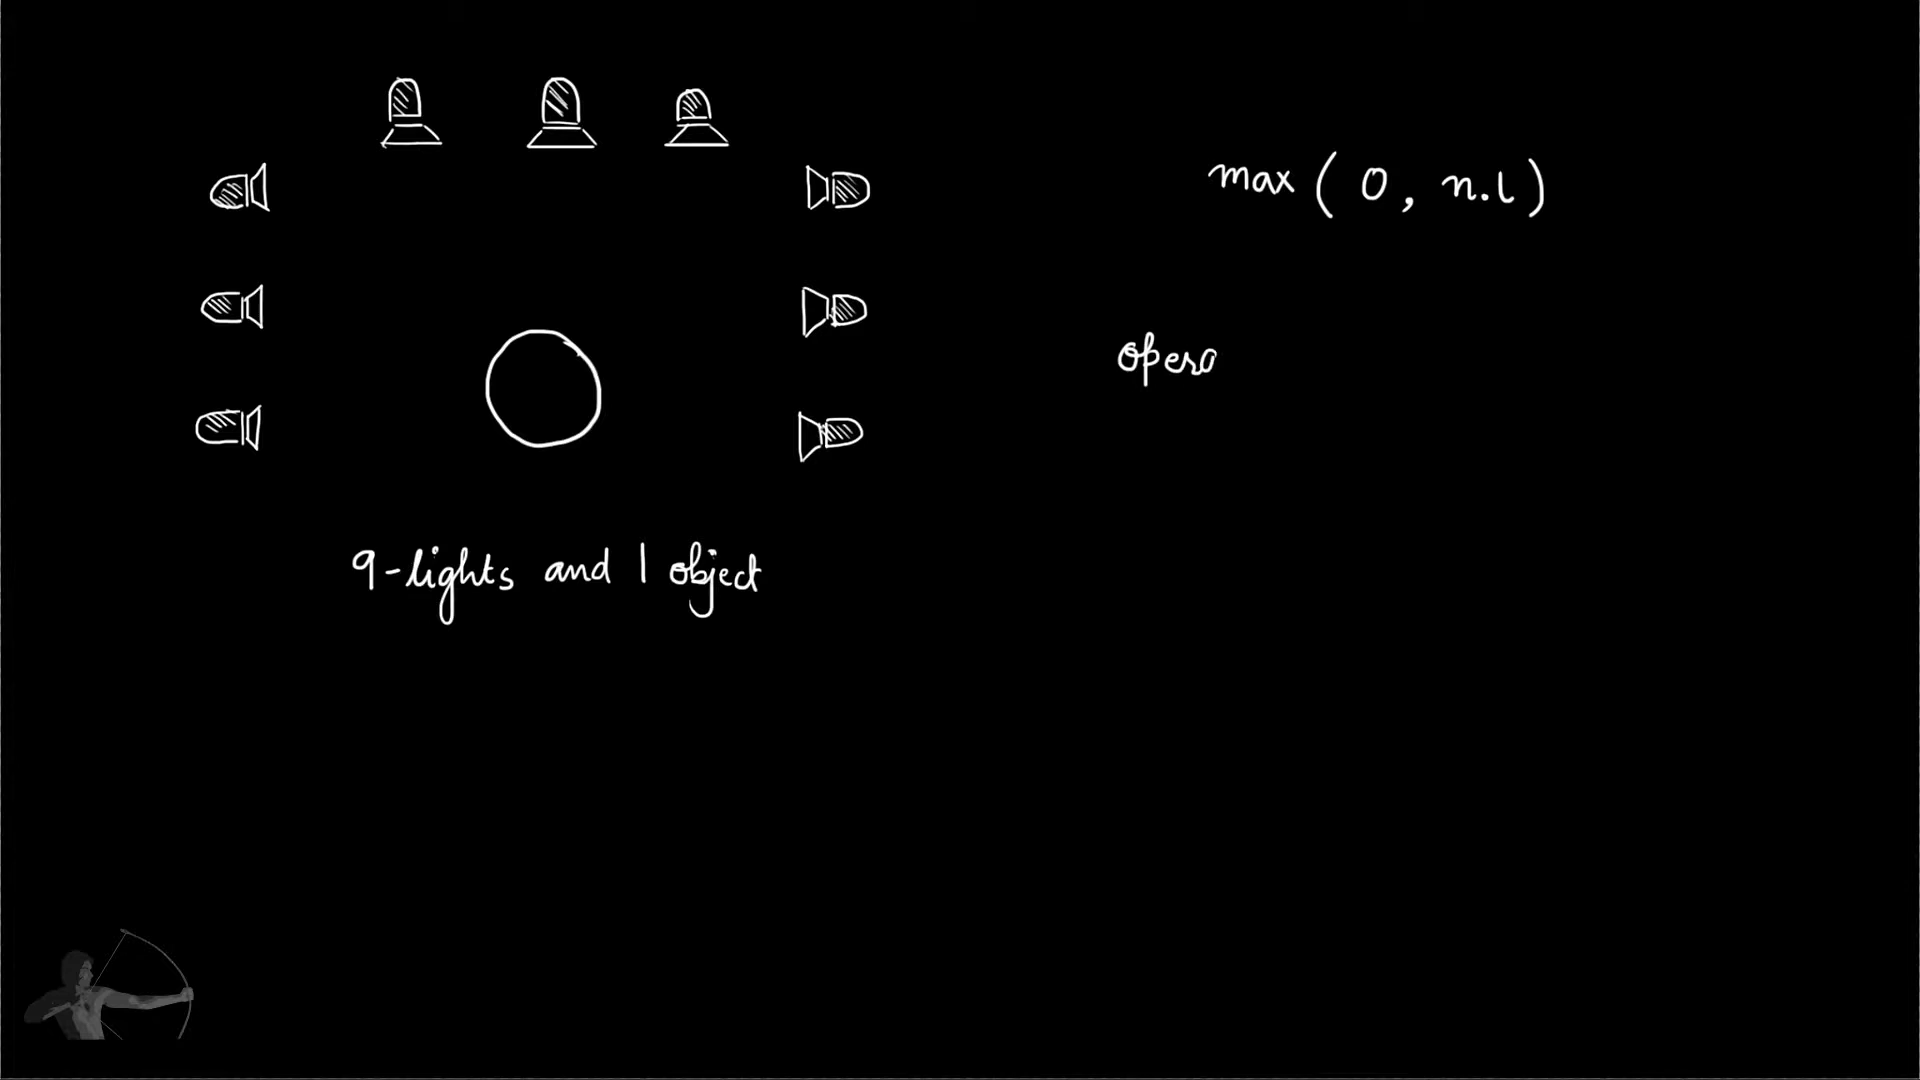 max ( 0 , n.l )
opera
9-lights and 1 object